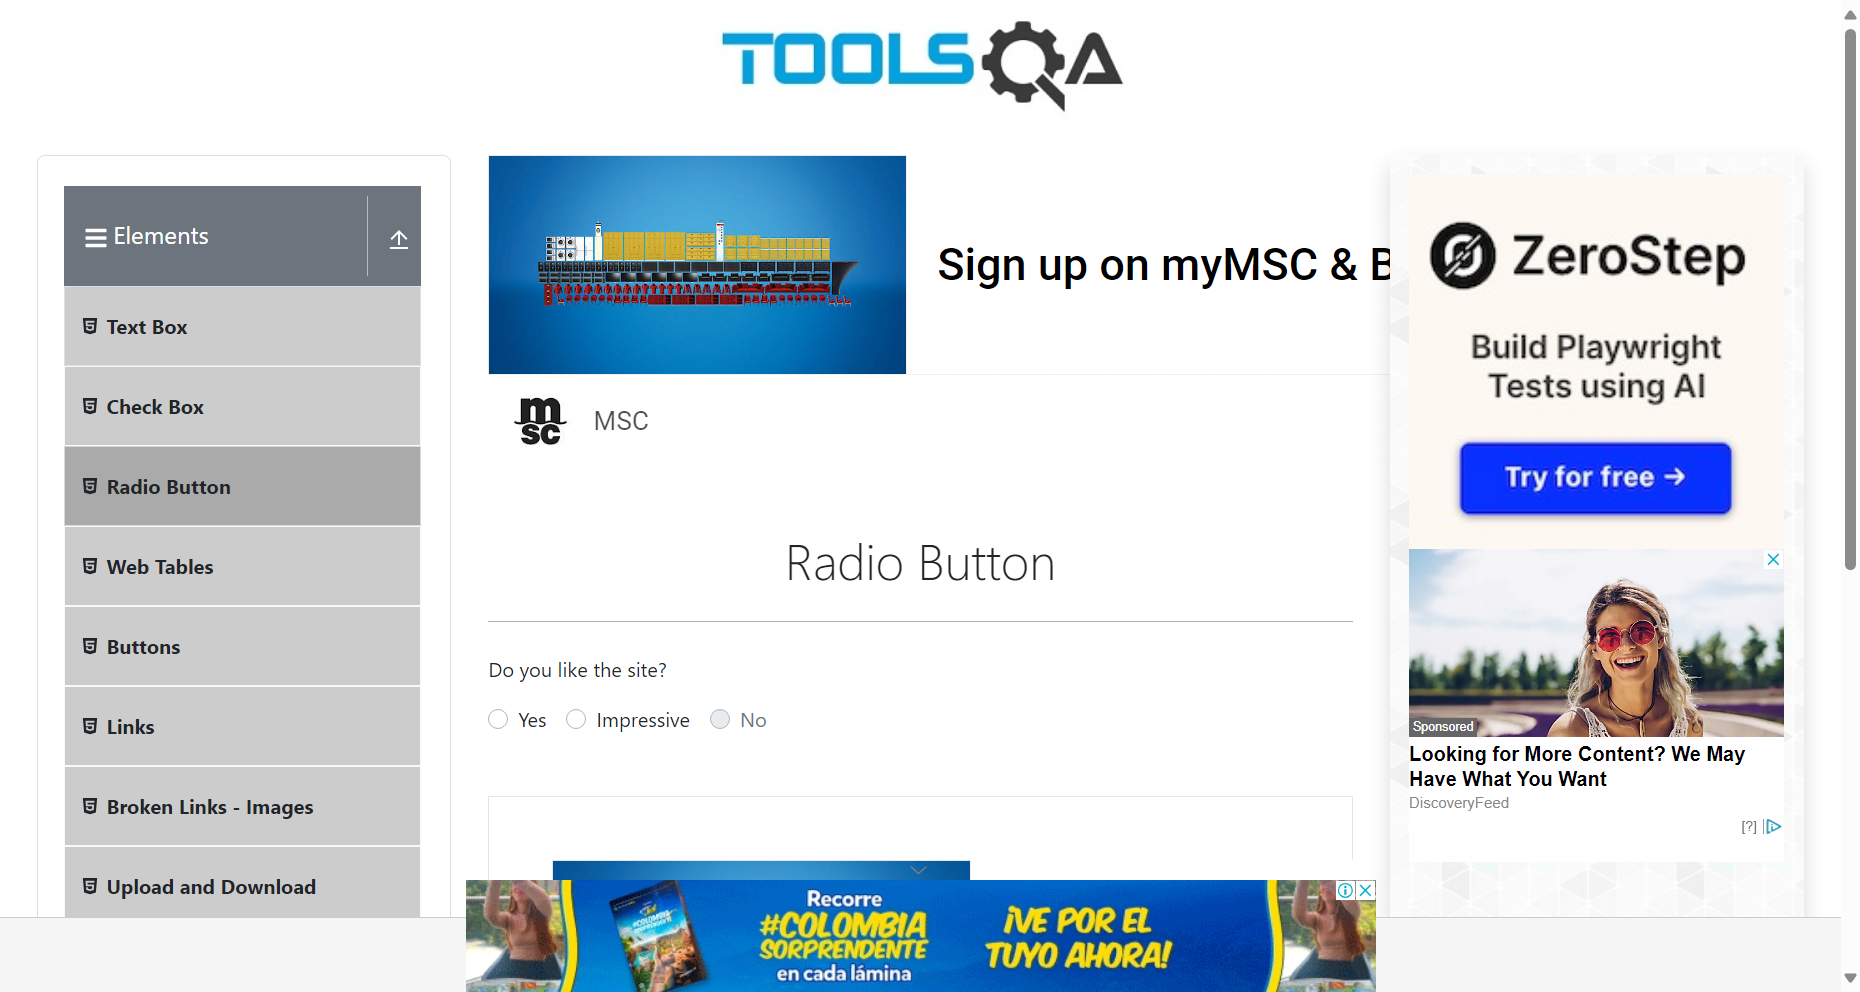 TOOLSQA
Elements
Text Box
Check Box
Radio Button
Web Tables
Buttons
Links
Broken Links - Images
Upload and Download
Sign up on myMSC & B
msc
MSC
Radio Button
Do you like the site?
Yes
Impressive
No
ZeroStep
Build Playwright
Tests using AI
Try for free →
Sponsored
Looking for More Content? We May
Have What You Want
DiscoveryFeed
[?]
Recorre
#COLOMBIA
SORPRENDENTE
en cada lámina
¡VE POR EL
TUYO AHORA!